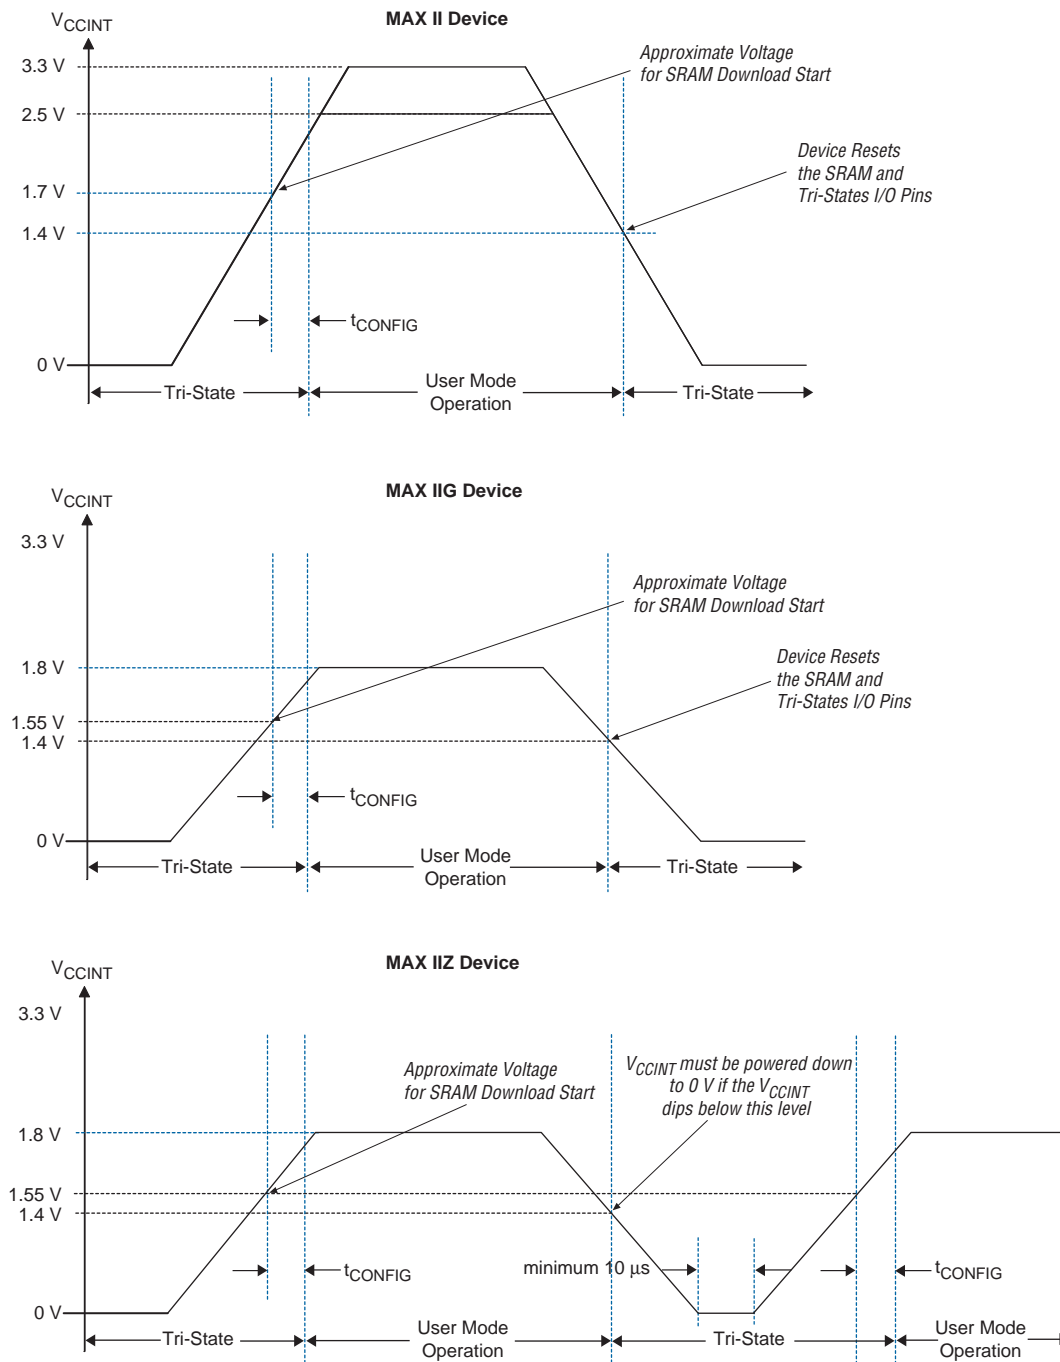 VCCINT
MAX II Device
3.3 V
Approximate Voltage
for SRAM Download Start
2.5 V
Device Resets
the SRAM and
Tri-States I/O Pins
1.7 V
1.4 V
tCONFIG
0 V
Tri-State
User Mode
Operation
Tri-State
VCCINT
MAX IIG Device
3.3 V
Approximate Voltage
for SRAM Download Start
1.8 V
Device Resets
the SRAM and
Tri-States I/O Pins
1.55 V
1.4 V
tCONFIG
0 V
Tri-State
User Mode
Operation
Tri-State
VCCINT
MAX IIZ Device
3.3 V
Approximate Voltage
for SRAM Download Start
VCCINT must be powered down
to 0 V if the VCCINT
dips below this level
1.8 V
1.55 V
1.4 V
tCONFIG
minimum 10 µs
tCONFIG
0 V
Tri-State
User Mode
Operation
Tri-State
User Mode
Operation